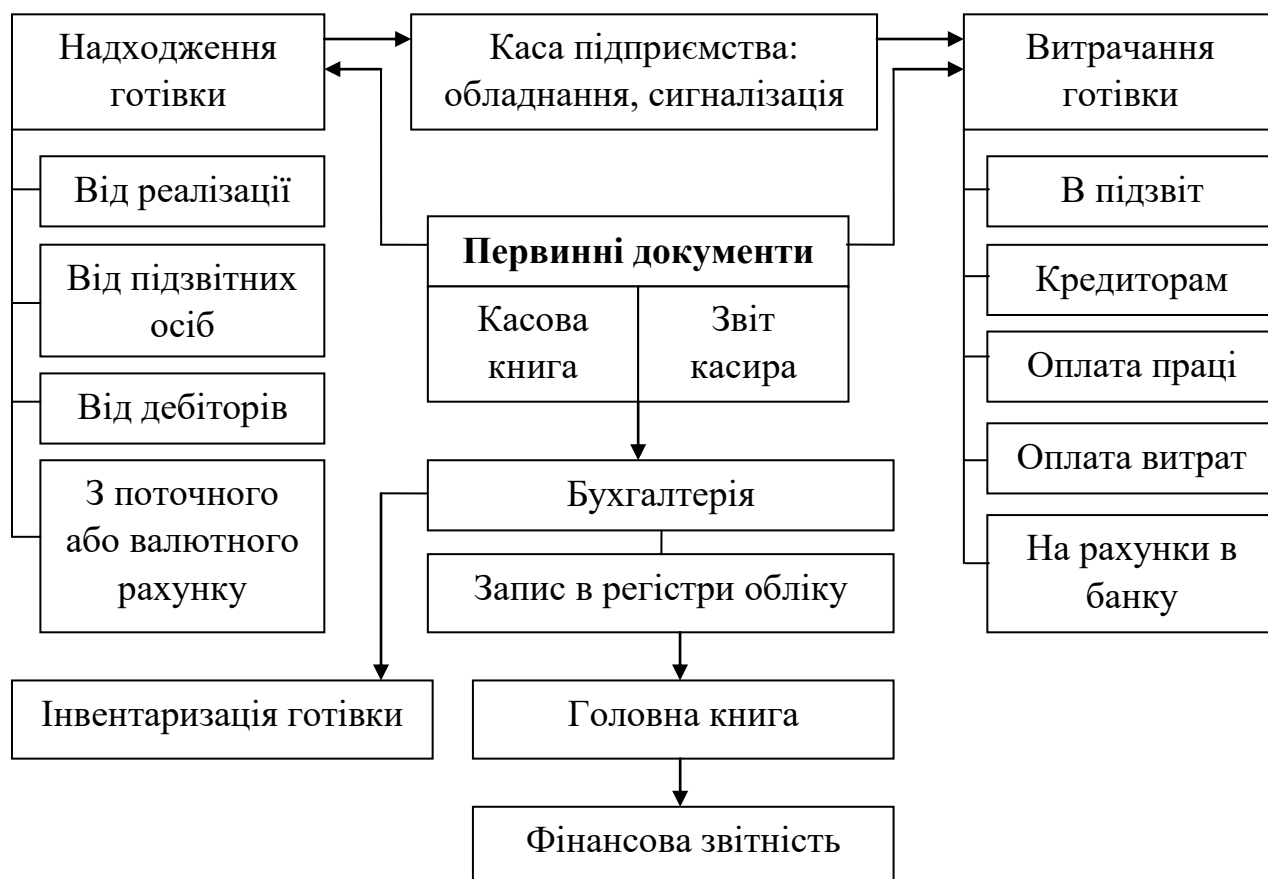 Надходження
готівки
Каса підприємства:
обладнання, сигналізація
Витрачання
готівки
Від реалізації
Від підзвітних
осіб
Від дебіторів
З поточного
або валютного
рахунку
Первинні документи
Касова
книга
Звіт
касира
В підзвіт
Кредиторам
Оплата праці
Оплата витрат
На рахунки в
банку
Бухгалтерія
Запис в регістри обліку
Інвентаризація готівки
Головна книга
Фінансова звітність